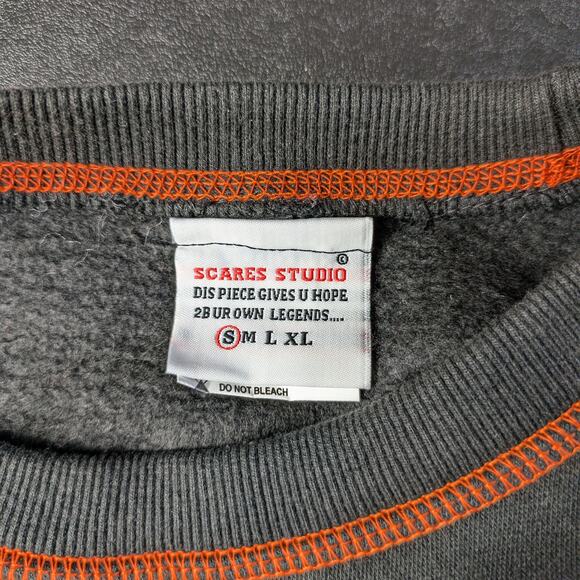 ©
SCARES STUDIO
DIS PIECE GIVES U HOPE
2B UR OWN LEGENDS....
S M L XL
DO NOT BLEACH